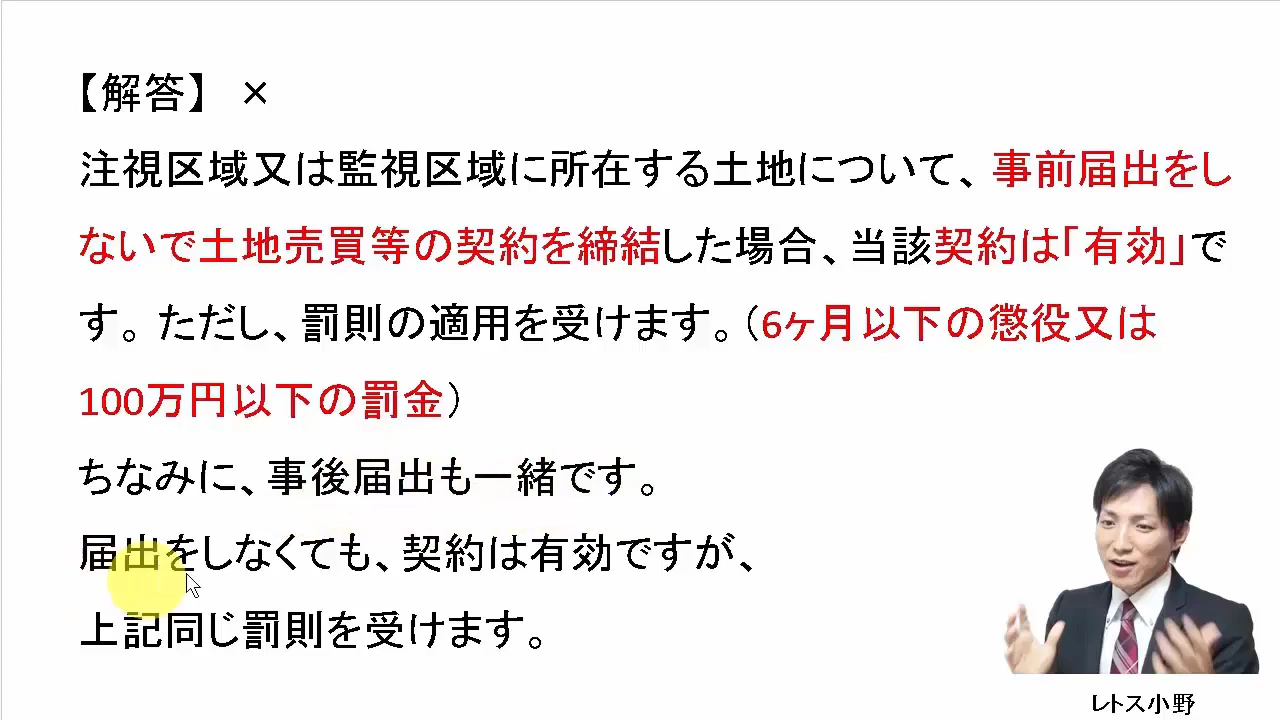 【解答】　×
注視区域又は監視区域に所在する土地について、事前届出をし
ないで土地売買等の契約を締結した場合、当該契約は「有効」で
す。ただし、罰則の適用を受けます。（6ヶ月以下の懲役又は
100万円以下の罰金）
ちなみに、事後届出も一緒です。
届出をしなくても、契約は有効ですが、
上記同じ罰則を受けます。
レトス小野